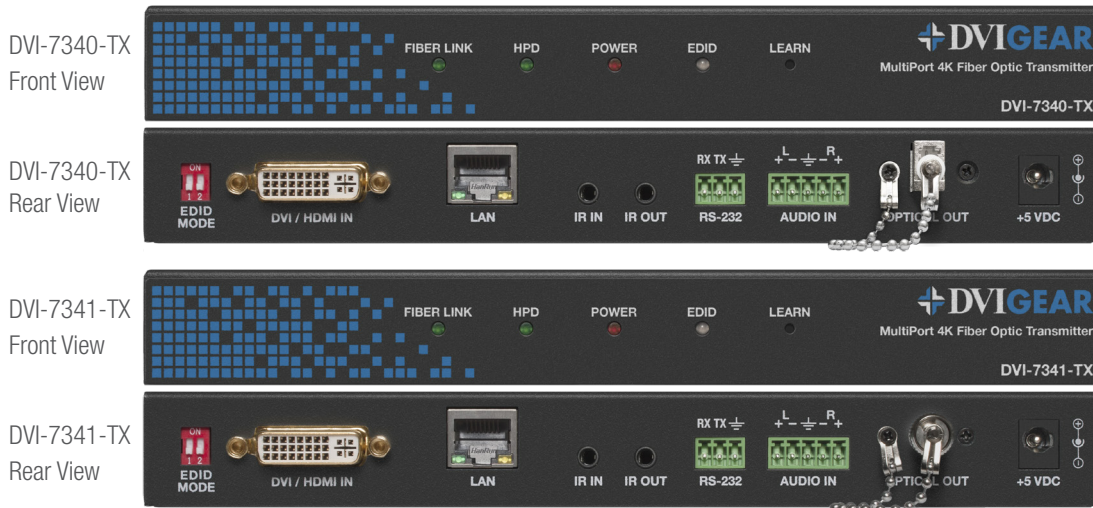 DVI-7340-TX
Front View
FIBER LINK HPD POWER EDID LEARN
DVIGEAR
MultiPort 4K Fiber Optic Transmitter
DVI-7340-TX
DVI-7340-TX
Rear View
ON
1 2
EDID
MODE
DVI / HDMI IN
HanRun
LAN
IR IN IR OUT
RX TX
RS-232
L R
+ - - +
AUDIO IN
OPTICAL OUT
+5 VDC
DVI-7341-TX
Front View
FIBER LINK HPD POWER EDID LEARN
DVIGEAR
MultiPort 4K Fiber Optic Transmitter
DVI-7341-TX
DVI-7341-TX
Rear View
ON
1 2
EDID
MODE
DVI / HDMI IN
HanRun
LAN
IR IN IR OUT
RX TX
RS-232
L R
+ - - +
AUDIO IN
OPTICAL OUT
+5 VDC